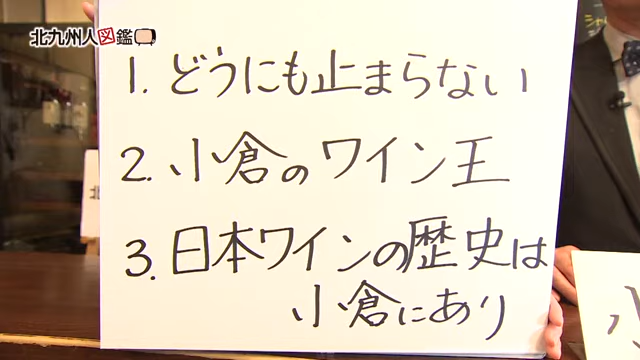 北九州人図鑑
1. どうにも止まらない
2. 小倉のワイン王
3. 日本ワインの歴史は
小倉にあり